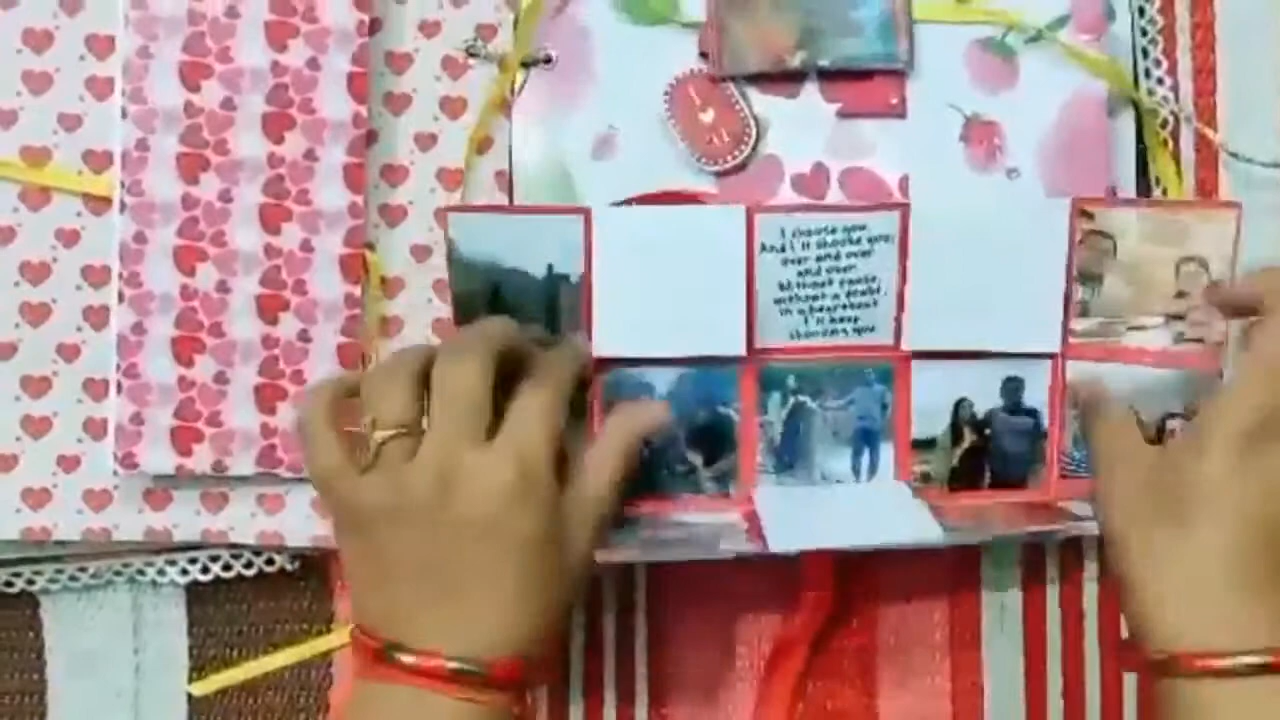 I choose you.
And I'll choose you,
over and over
and over.
Without pause,
without a doubt,
in a heartbeat
I'll keep
choosing you